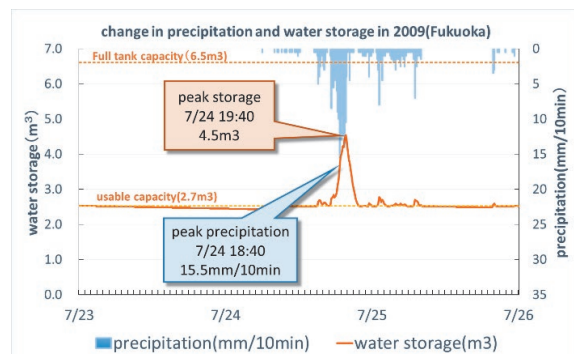 change in precipitation and water storage in 2009(Fukuoka)
7.0
6.0
5.0
4.0
3.0
2.0
1.0
0.0
water storage(m³)
Full tank capacity(6.5m3)
peak storage
7/24 19:40
4.5m3
usable capacity(2.7m3)
peak precipitation
7/24 18:40
15.5mm/10min
0
5
10
15
20
25
30
35
precipitation(mm/10min)
7/23
7/24
7/25
7/26
precipitation(mm/10min)
water storage(m3)